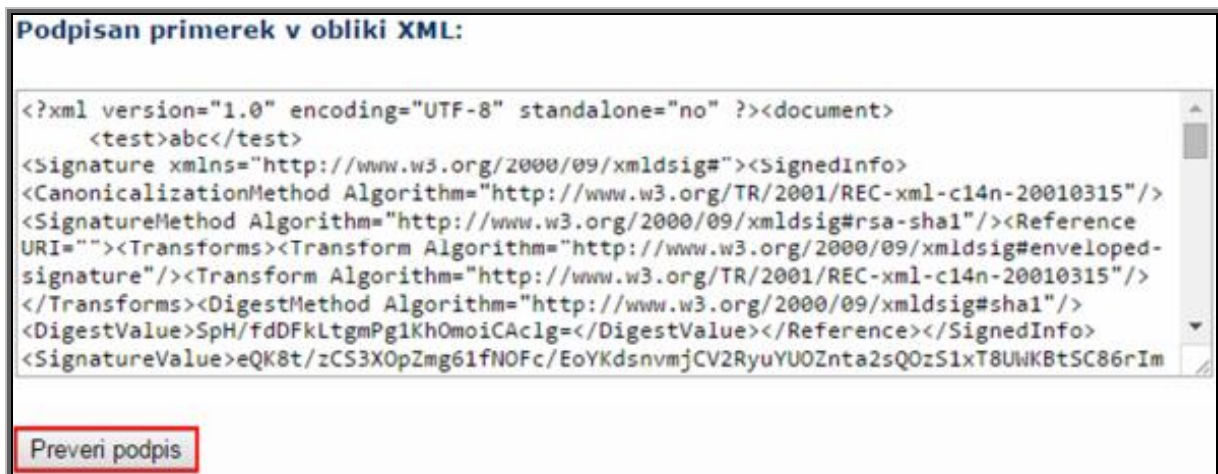 Podpisan primerek v obliki XML:
<?xml version="1.0" encoding="UTF-8" standalone="no" ?><document>
<test>abc</test>
<Signature xmlns="http://www.w3.org/2000/09/xmldsig#"><SignedInfo>
<CanonicalizationMethod Algorithm="http://www.w3.org/TR/2001/REC-xml-c14n-20010315"/>
<SignatureMethod Algorithm="http://www.w3.org/2000/09/xmldsig#rsa-sha1"/><Reference
URI=""><Transforms><Transform Algorithm="http://www.w3.org/2000/09/xmldsig#enveloped-
signature"/><Transform Algorithm="http://www.w3.org/TR/2001/REC-xml-c14n-20010315"/>
</Transforms><DigestMethod Algorithm="http://www.w3.org/2000/09/xmldsig#sha1"/>
<DigestValue>SpH/fdDFkLtgmPg1KhOmoiCAclg=</DigestValue></Reference></SignedInfo>
<SignatureValue>eQK8t/zCS3XOpZmg61fNOFc/EoYKdsnvmjCV2RyuYUOZnta2sQOzS1xT8UWKBtSC86rIm
Preveri podpis